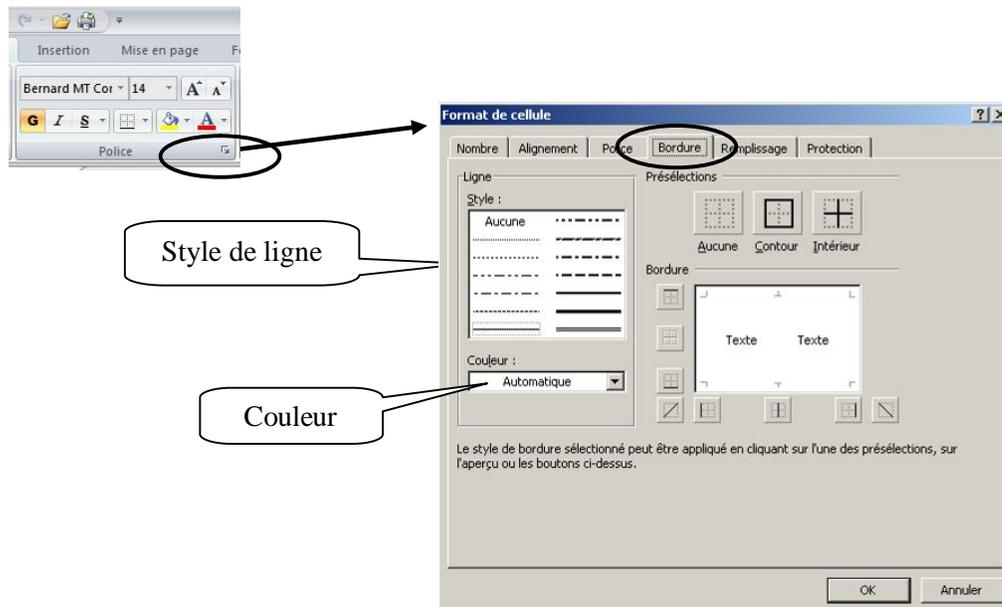 Insertion Mise en page F
Bernard MT Cor 14 A A
G I S A
Police
Format de cellule
Nombre Alignement Police Bordure Remplissage Protection
Ligne
Style :
Aucune
Couleur :
Automatique
Présélections
Aucune Contour Intérieur
Bordure
Texte Texte
Style de ligne
Couleur
Le style de bordure sélectionné peut être appliqué en cliquant sur l'une des présélections, sur
l'aperçu ou les boutons ci-dessus.
OK Annuler